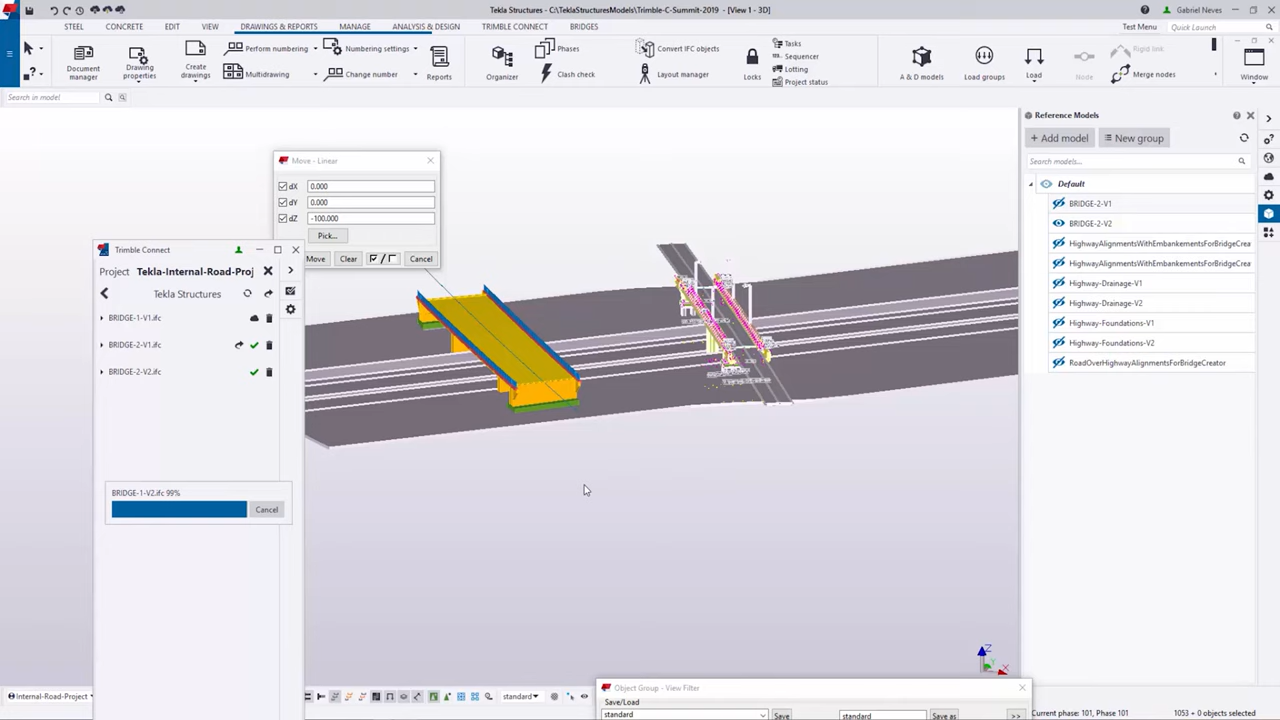 Tekla Structures - C:\TeklaStructuresModels\Trimble-C-Summit-2019 - [View 1 - 3D]
Gabriel Neves
STEEL CONCRETE EDIT VIEW DRAWINGS & REPORTS MANAGE ANALYSIS & DESIGN TRIMBLE CONNECT BRIDGES
Test Menu
Quick Launch
Document manager
Drawing properties
Create drawings
Perform numbering
Multidrawing
Numbering settings
Change number
Reports
Organizer
Phases
Clash check
Convert IFC objects
Layout manager
Locks
Tasks
Sequencer
Lotting
Project status
A & D models
Load groups
Load
Node
Rigid link
Merge nodes
Window
Search in model
Move - Linear
dX 0.000
dY 0.000
dZ -100.000
Pick...
Move Clear Cancel
Trimble Connect
Project Tekla-Internal-Road-Proj
Tekla Structures
BRIDGE-1-V1.ifc
BRIDGE-2-V1.ifc
BRIDGE-2-V2.ifc
BRIDGE-1-V2.ifc 99%
Cancel
Reference Models
Add model New group
Search models...
Default
BRIDGE-2-V1
BRIDGE-2-V2
HighwayAlignmentsWithEmbankementsForBridgeCrea
HighwayAlignmentsWithEmbankementsForBridgeCrea
Highway-Drainage-V1
Highway-Drainage-V2
Highway-Foundations-V1
Highway-Foundations-V2
RoadOverHighwayAlignmentsForBridgeCreator
Z
X
Internal-Road-Project
standard
Object Group - View Filter
Save/Load
standard Save standard Save as >>
Current phase: 101, Phase 101
1053 + 0 objects selected